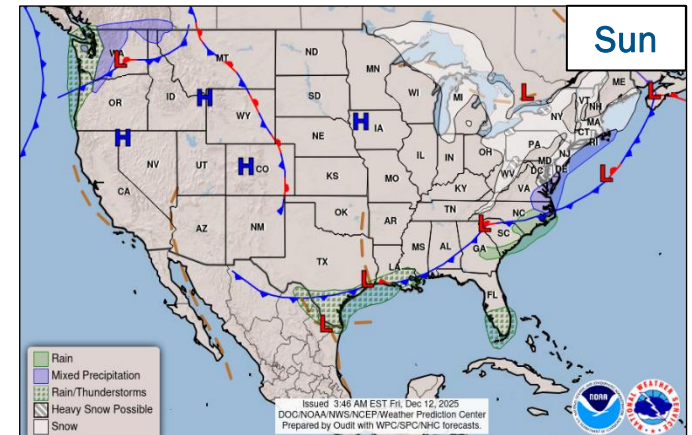 Sun
WA
MT
ND
MN
ME
VT
NH
OR
ID
WY
SD
WI
MI
NY
MA
CT
RI
NE
IA
PA
NJ
NV
UT
CO
IL
IN
OH
MD
DE
DC
WV
VA
CA
KS
MO
KY
AZ
NM
OK
AR
TN
NC
SC
TX
LA
MS
AL
GA
FL
H
H
H
H
L
L
L
L
L
L
L
Rain
Mixed Precipitation
Rain/Thunderstorms
Heavy Snow Possible
Snow
Issued 3:46 AM EST Fri, Dec 12, 2025
DOC/NOAA/NWS/NCEP/Weather Prediction Center
Prepared by Oudit with WPC/SPC/NHC forecasts.
NOAA